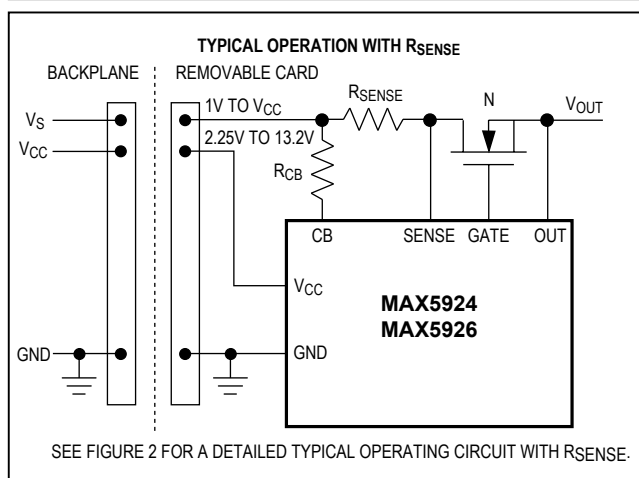 TYPICAL OPERATION WITH RSENSE
BACKPLANE
REMOVABLE CARD
VS
1V TO VCC
RSENSE
N
VOUT
VCC
2.25V TO 13.2V
RCB
CB
SENSE
GATE
OUT
VCC
MAX5924
MAX5926
GND
GND
SEE FIGURE 2 FOR A DETAILED TYPICAL OPERATING CIRCUIT WITH RSENSE.